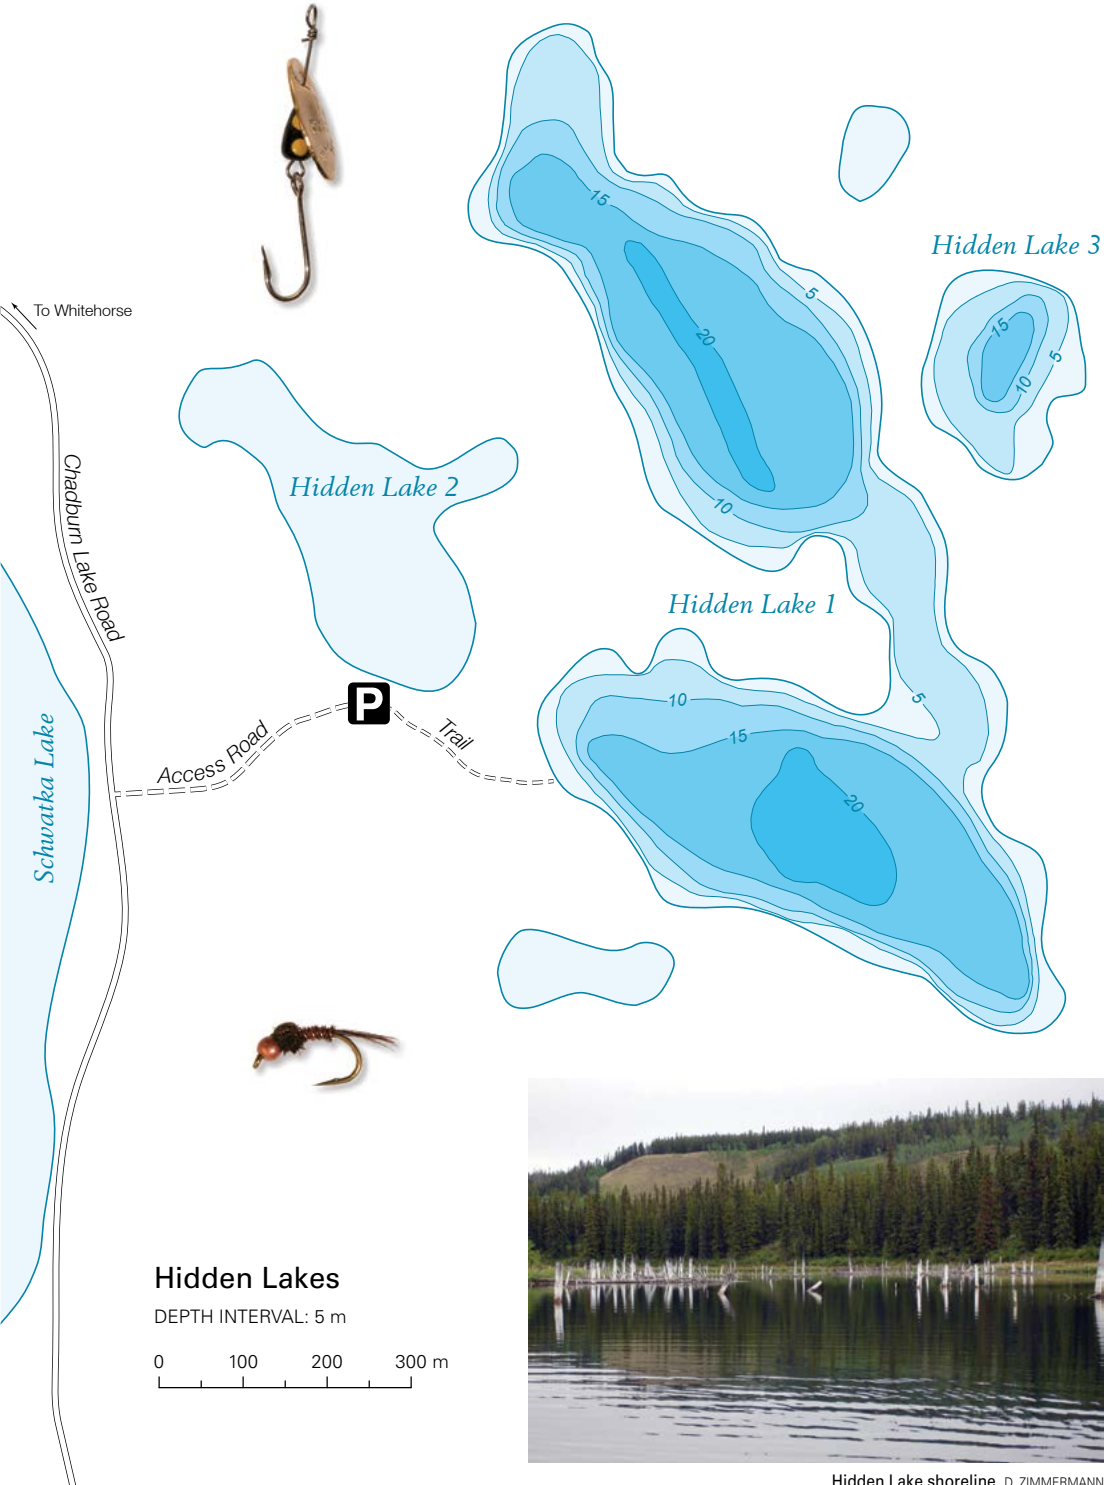 15
Hidden Lake 3
5
To Whitehorse
15
20
5
10
Chadburn Lake Road
Hidden Lake 2
10
Hidden Lake 1
P
10
5
Trail
15
Access Road
Schwatka Lake
20
Hidden Lakes
DEPTH INTERVAL: 5 m
0 100 200 300 m
Hidden Lake shoreline D. ZIMMERMANN